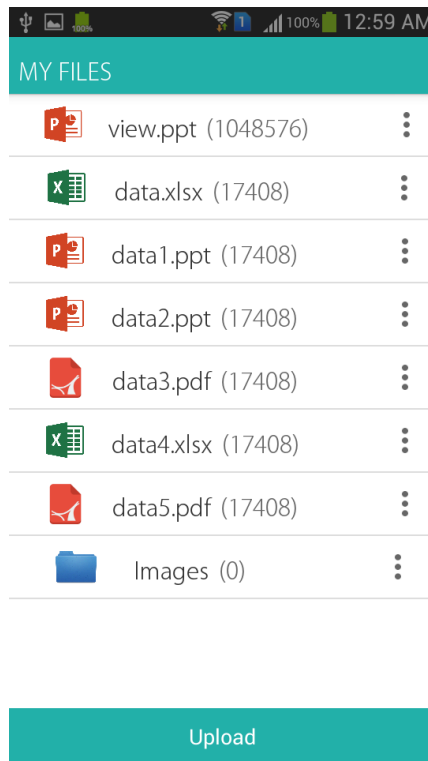 100% 1 100% 12:59 AM
MY FILES
P view.ppt (1048576)
X data.xlsx (17408)
P data1.ppt (17408)
P data2.ppt (17408)
data3.pdf (17408)
X data4.xlsx (17408)
data5.pdf (17408)
Images (0)
Upload